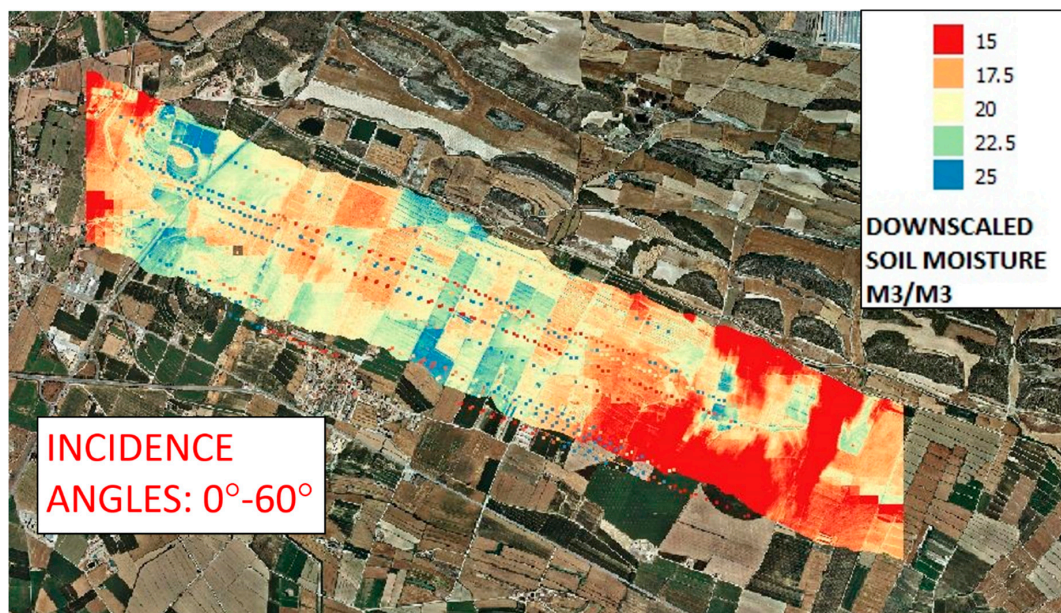 15
17.5
20
22.5
25
DOWNSCALED
SOIL MOISTURE
M3/M3
INCIDENCE
ANGLES: 0°-60°